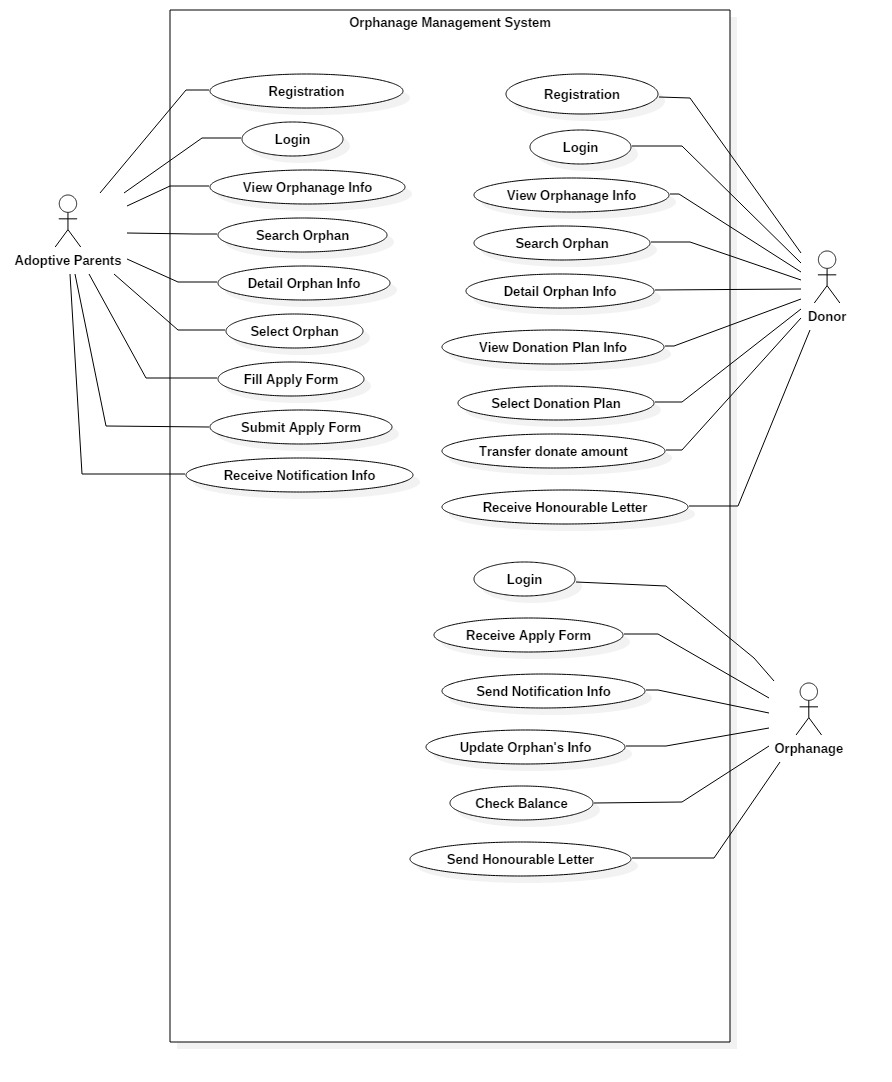 Orphanage Management System
Registration
Login
View Orphanage Info
Search Orphan
Detail Orphan Info
Select Orphan
Fill Apply Form
Submit Apply Form
Receive Notification Info
Adoptive Parents
Registration
Login
View Orphanage Info
Search Orphan
Detail Orphan Info
View Donation Plan Info
Select Donation Plan
Transfer donate amount
Receive Honourable Letter
Donor
Login
Receive Apply Form
Send Notification Info
Update Orphan's Info
Check Balance
Send Honourable Letter
Orphanage